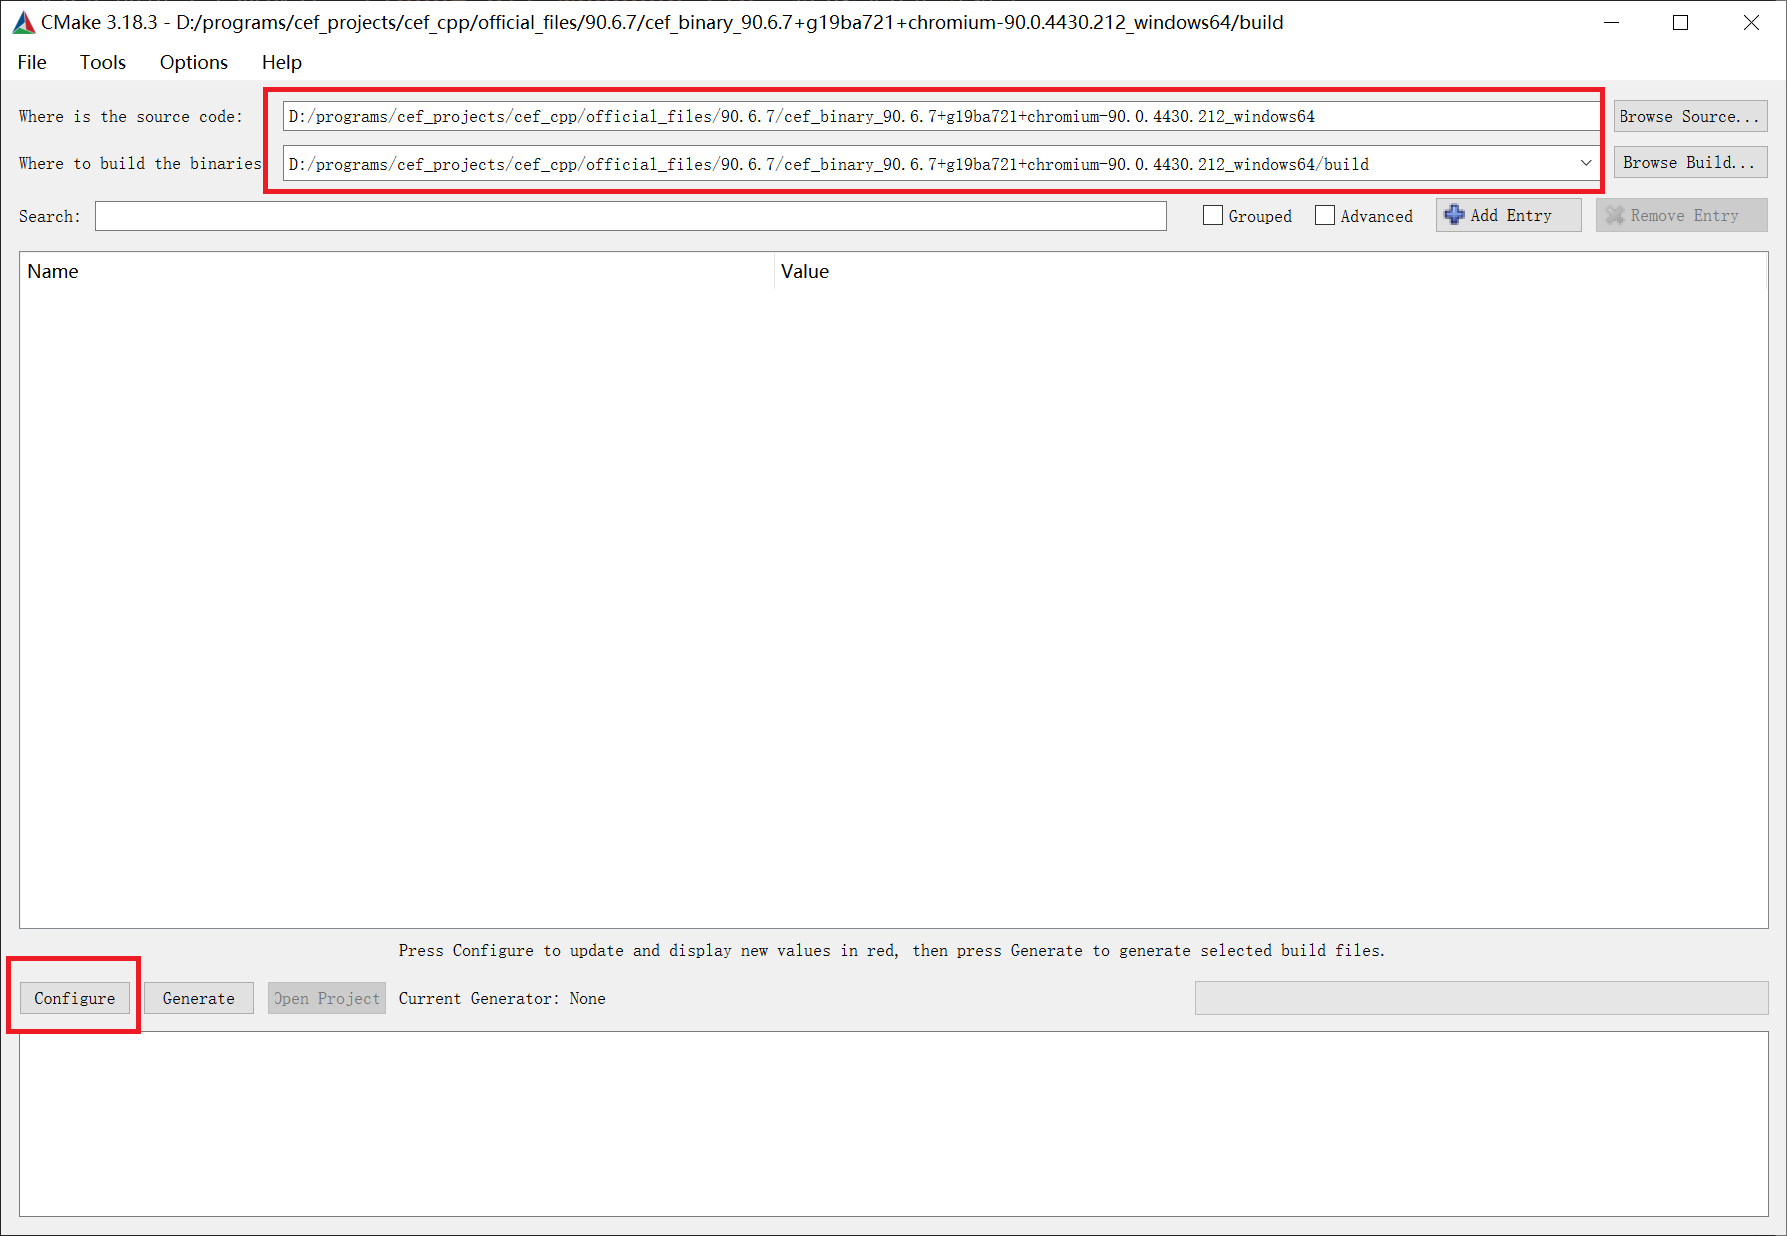 CMake 3.18.3 - D:/programs/cef_projects/cef_cpp/official_files/90.6.7/cef_binary_90.6.7+g19ba721+chromium-90.0.4430.212_windows64/build
File Tools Options Help
Where is the source code: D:/programs/cef_projects/cef_cpp/official_files/90.6.7/cef_binary_90.6.7+g19ba721+chromium-90.0.4430.212_windows64 Browse Source...
Where to build the binaries D:/programs/cef_projects/cef_cpp/official_files/90.6.7/cef_binary_90.6.7+g19ba721+chromium-90.0.4430.212_windows64/build Browse Build...
Search: Grouped Advanced Add Entry Remove Entry
Name Value
Press Configure to update and display new values in red, then press Generate to generate selected build files.
Configure Generate Open Project Current Generator: None